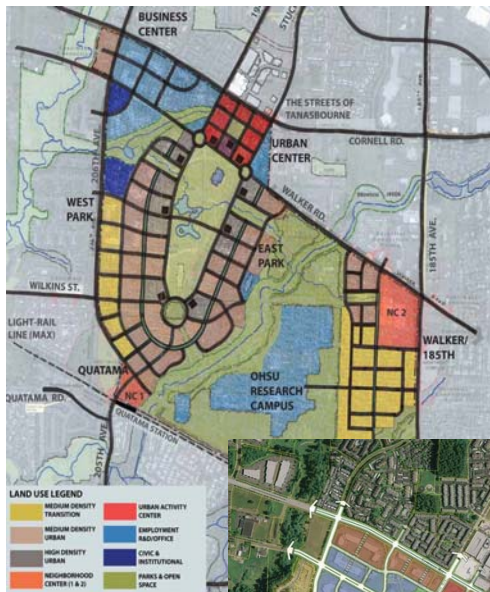 BUSINESS
CENTER
THE STREETS OF
TANASBOURNE
CORNELL RD.
URBAN
CENTER
206TH AVE.
WALKER RD.
185TH AVE.
WEST
PARK
EAST
PARK
WILKINS ST.
NC 2
LIGHT-RAIL
LINE (MAX)
WALKER/
185TH
QUATAMA
OHSU
RESEARCH
CAMPUS
NC 1
QUATAMA RD.
QUATAMA STATION
205TH AVE.
LAND USE LEGEND
MEDIUM DENSITY
TRANSITION
URBAN ACTIVITY
CENTER
MEDIUM DENSITY
URBAN
EMPLOYMENT
R&D/OFFICE
HIGH DENSITY
URBAN
CIVIC &
INSTITUTIONAL
NEIGHBORHOOD
CENTER (1 & 2)
PARKS & OPEN
SPACE